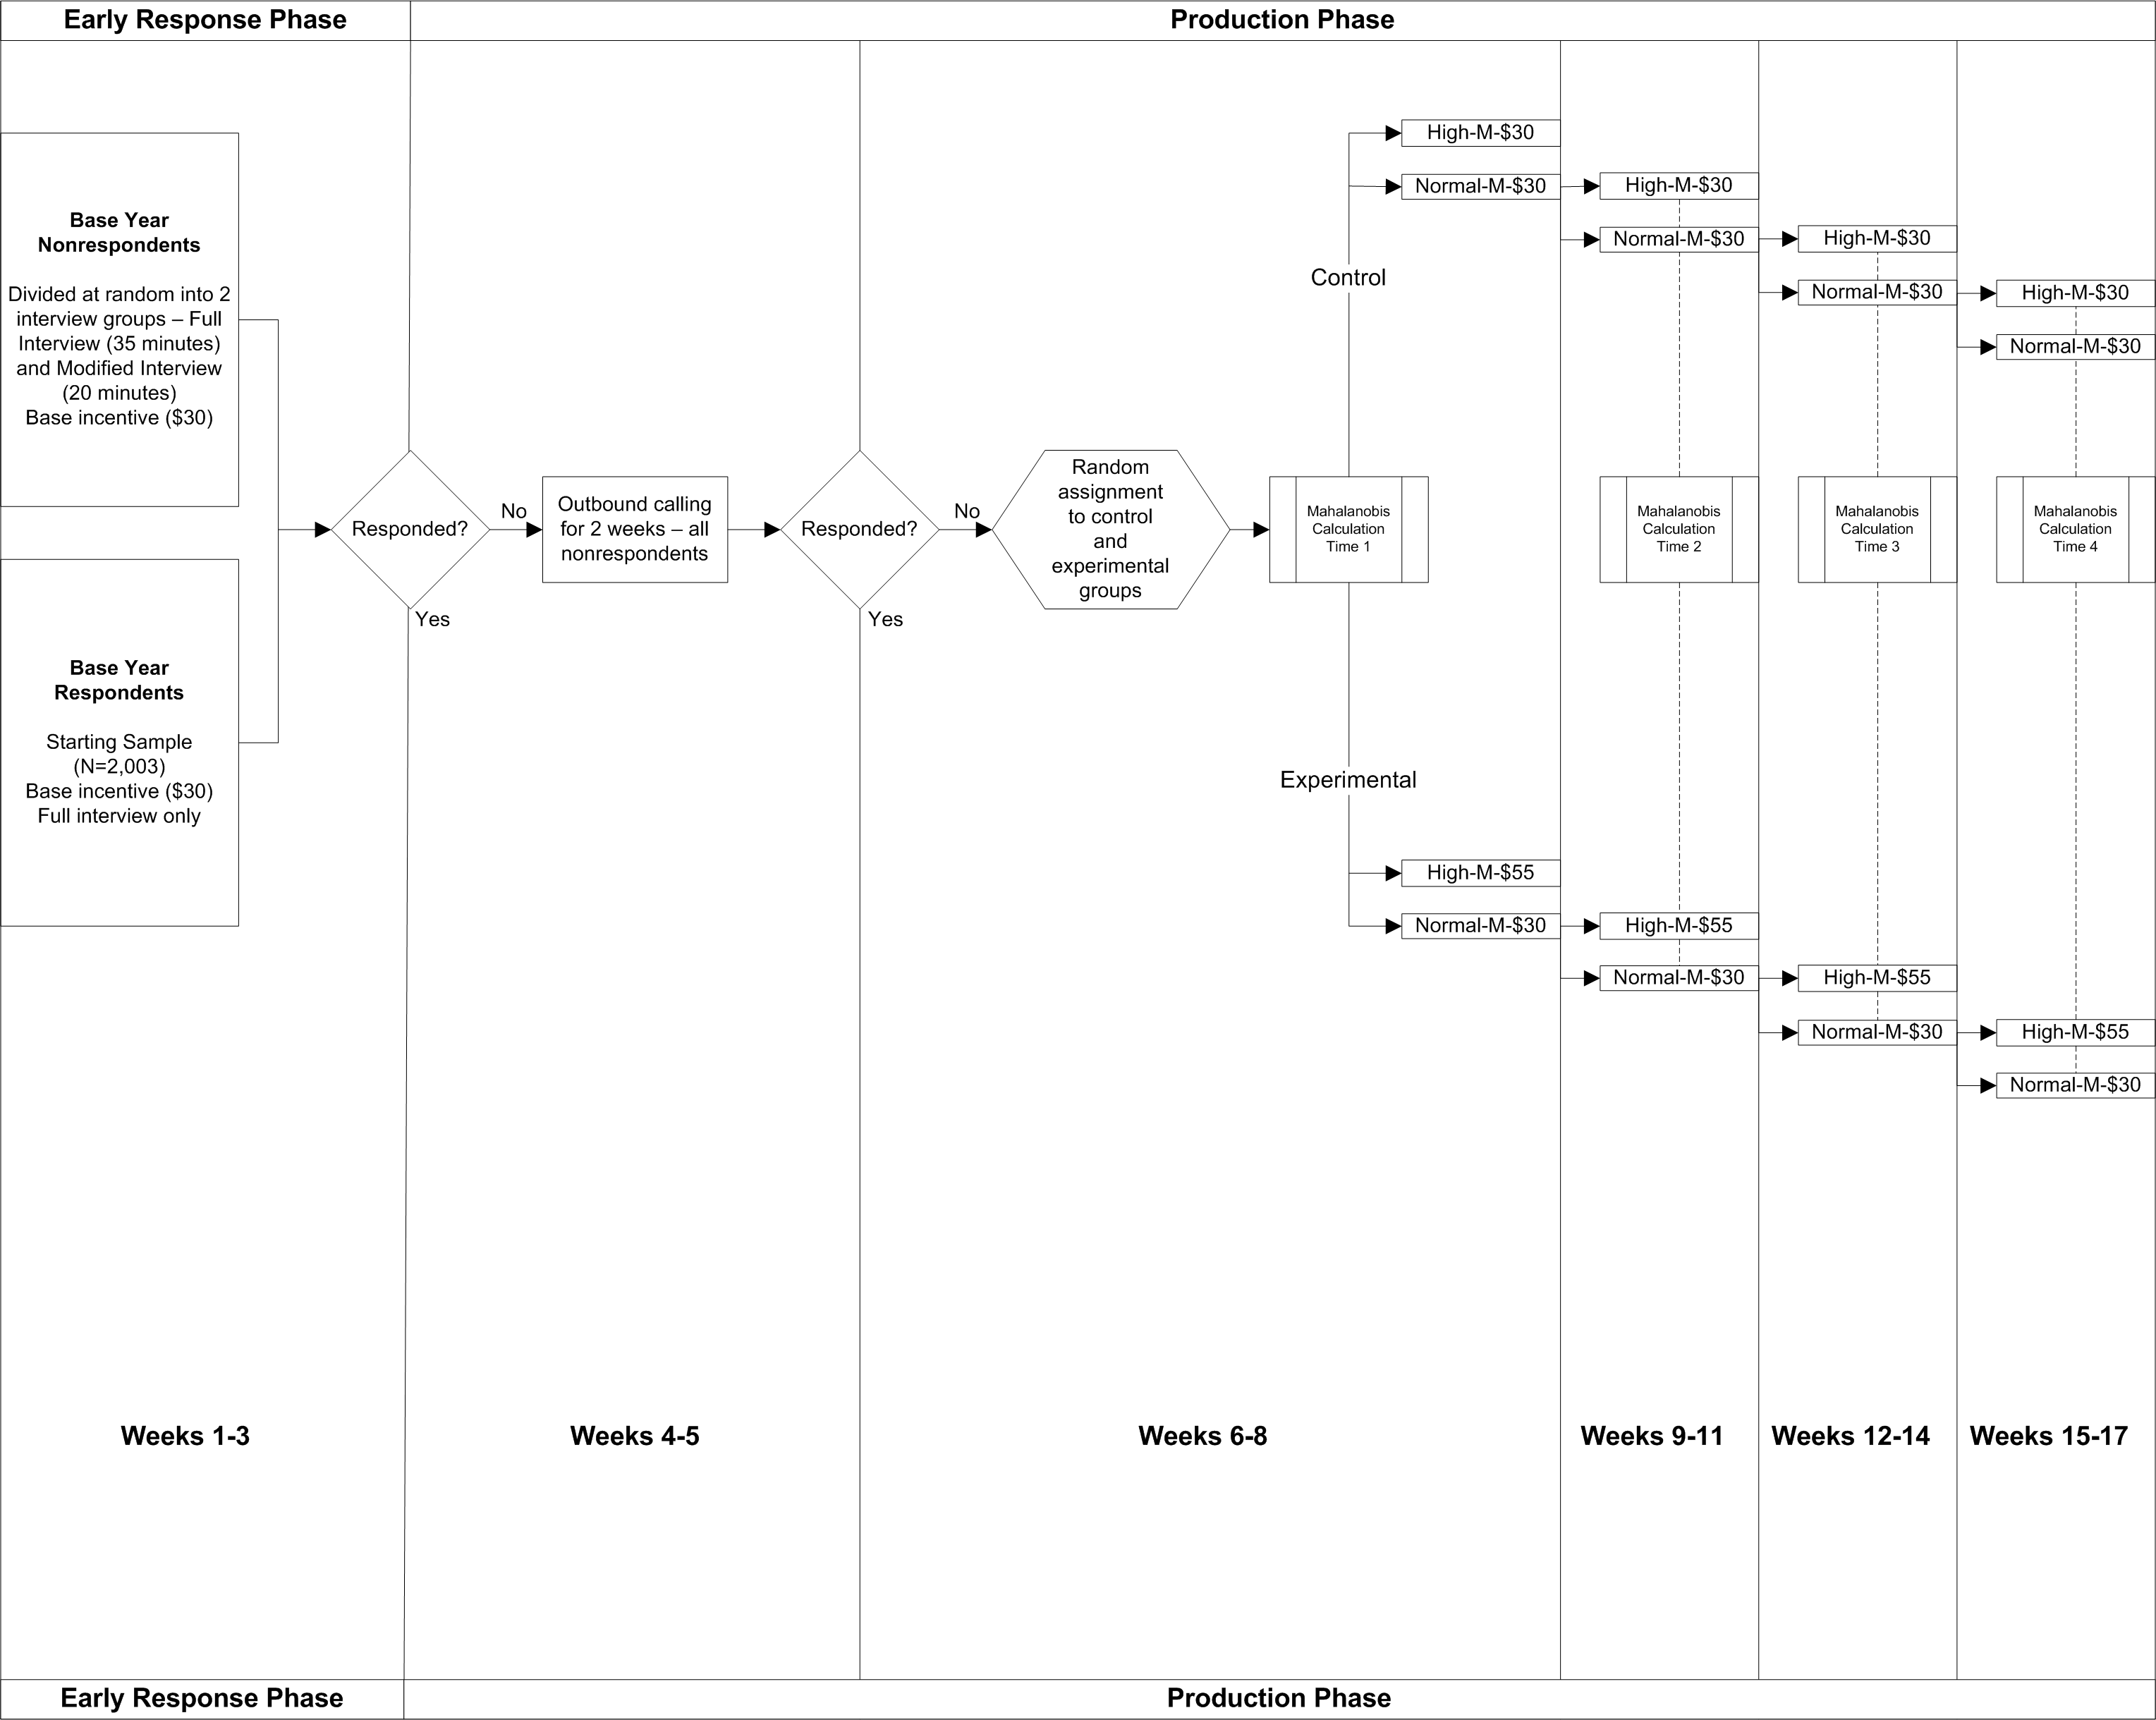 Early Response Phase
Production Phase
Base Year
Nonrespondents
Divided at random into 2
interview groups – Full
Interview (35 minutes)
and Modified Interview
(20 minutes)
Base incentive ($30)
Base Year
Respondents
Starting Sample
(N=2,003)
Base incentive ($30)
Full interview only
Responded?
No
Yes
Outbound calling
for 2 weeks – all
nonrespondents
Responded?
No
Yes
Random
assignment
to control
and
experimental
groups
Mahalanobis
Calculation
Time 1
Control
High-M-$30
Normal-M-$30
Experimental
High-M-$55
Normal-M-$30
High-M-$30
Normal-M-$30
Mahalanobis
Calculation
Time 2
High-M-$55
Normal-M-$30
High-M-$30
Normal-M-$30
Mahalanobis
Calculation
Time 3
High-M-$55
Normal-M-$30
High-M-$30
Normal-M-$30
Mahalanobis
Calculation
Time 4
High-M-$55
Normal-M-$30
Weeks 1-3
Weeks 4-5
Weeks 6-8
Weeks 9-11
Weeks 12-14
Weeks 15-17
Early Response Phase
Production Phase